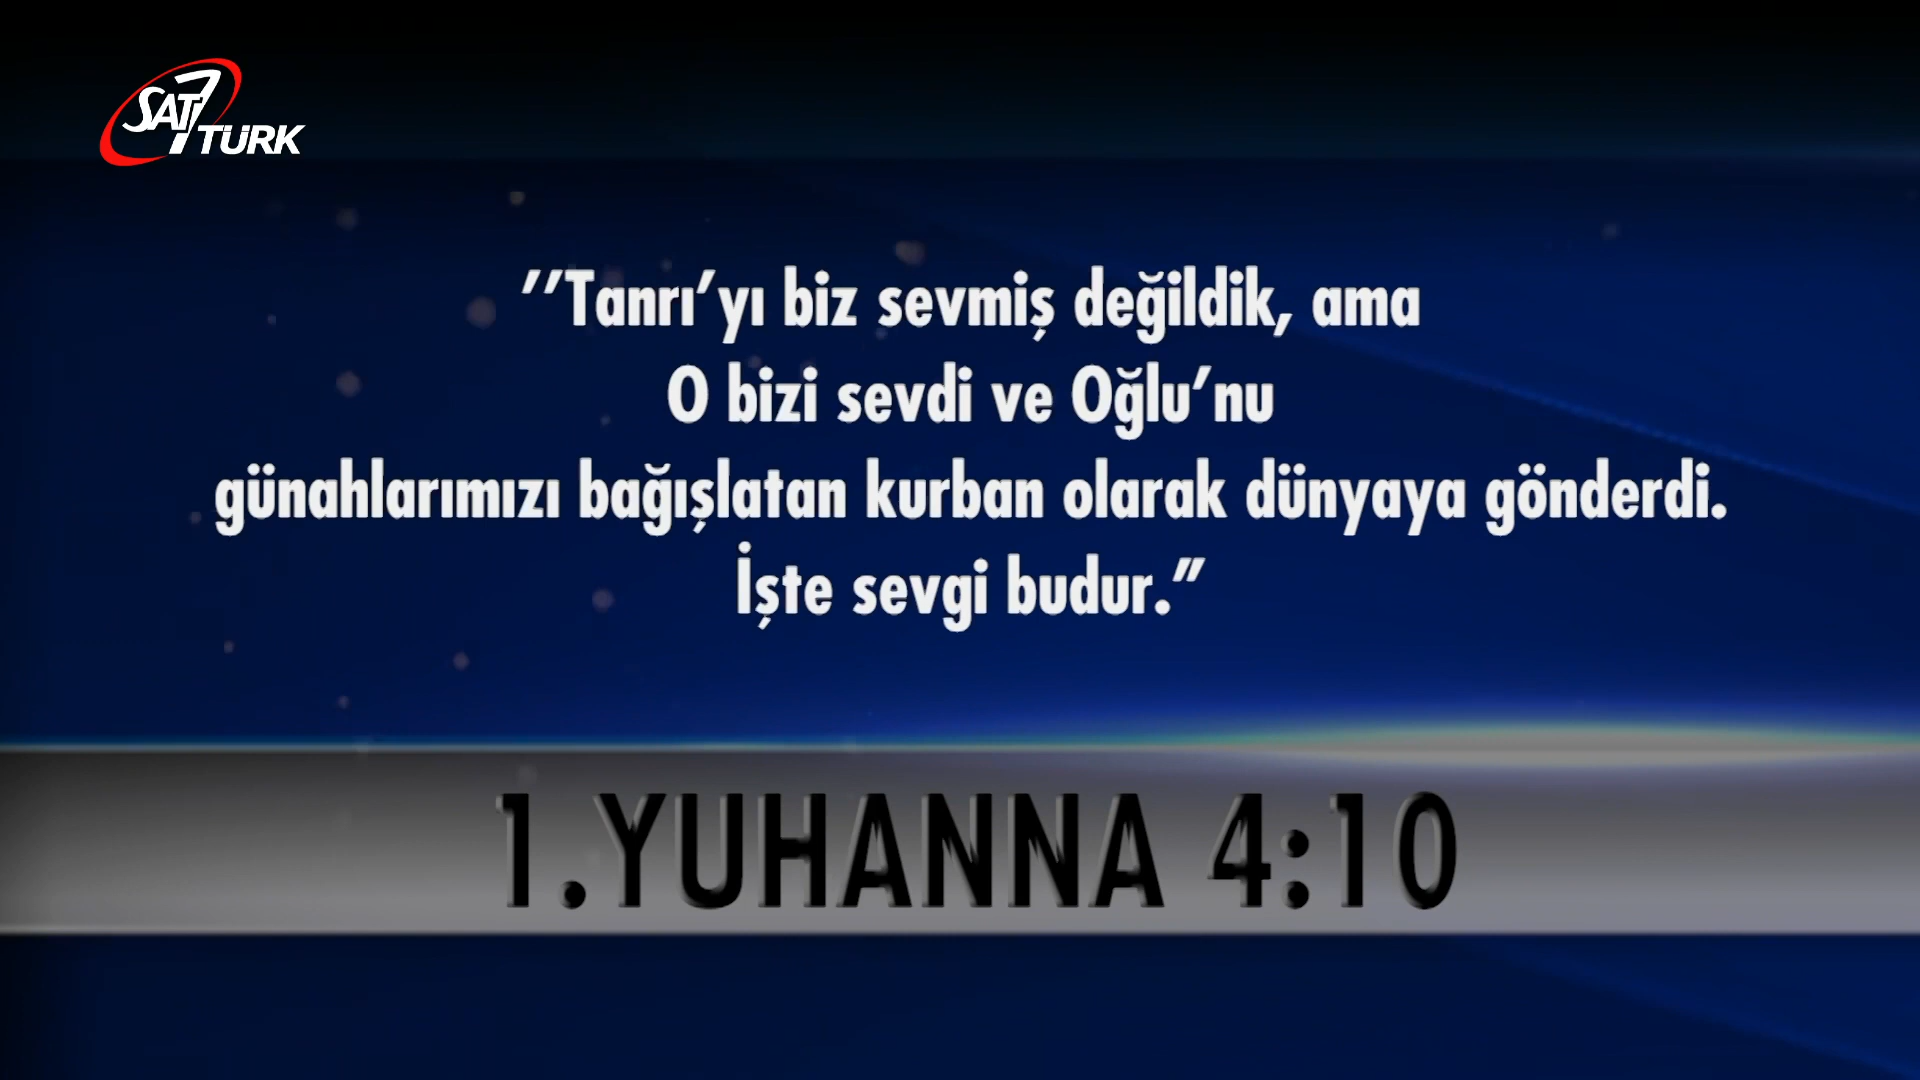 SAT7
TÜRK
’’Tanrı’yı biz sevmiş değildik, ama
O bizi sevdi ve Oğlu’nu
günahlarımızı bağışlatan kurban olarak dünyaya gönderdi.
İşte sevgi budur.”
1.YUHANNA 4:10